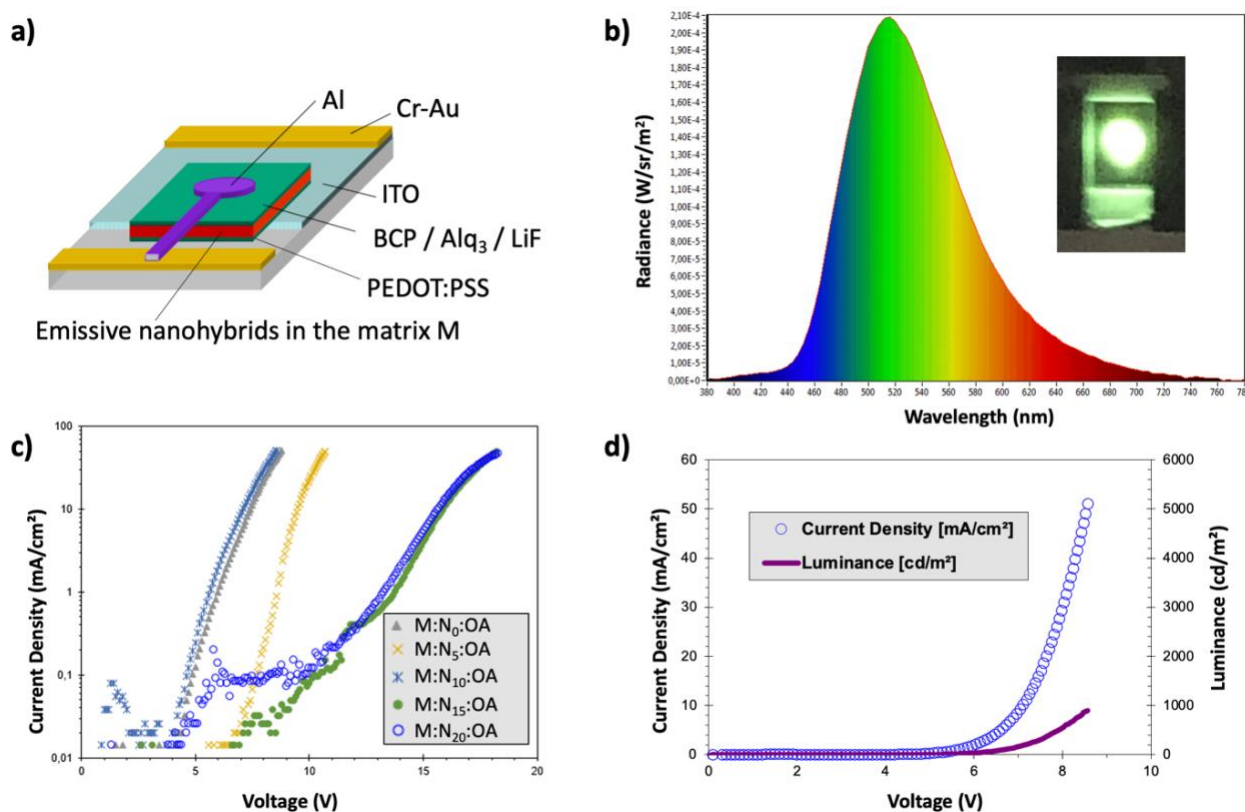 a)
Al
Cr-Au
ITO
BCP / Alq₃ / LiF
PEDOT:PSS
Emissive nanohybrids in the matrix M
b)
Radiance (W/sr/m²)
2,10E-4
2,00E-4
1,90E-4
1,80E-4
1,70E-4
1,60E-4
1,50E-4
1,40E-4
1,30E-4
1,20E-4
1,10E-4
1,00E-4
9,00E-5
8,00E-5
7,00E-5
6,00E-5
5,00E-5
4,00E-5
3,00E-5
2,00E-5
1,00E-5
0,00E+0
380 400 420 440 460 480 500 520 540 560 580 600 620 640 660 680 700 720 740 760 78
Wavelength (nm)
c)
Current Density (mA/cm²)
100
10
1
0,1
0,01
M:N₀:OA
M:N₅:OA
M:N₁₀:OA
M:N₁₅:OA
M:N₂₀:OA
0 5 10 15 20
Voltage (V)
d)
Current Density (mA/cm²)
60
50
40
30
20
10
0
Current Density [mA/cm²]
Luminance [cd/m²]
6000
5000
4000
3000
2000
1000
0
Luminance (cd/m²)
0 2 4 6 8 10
Voltage (V)